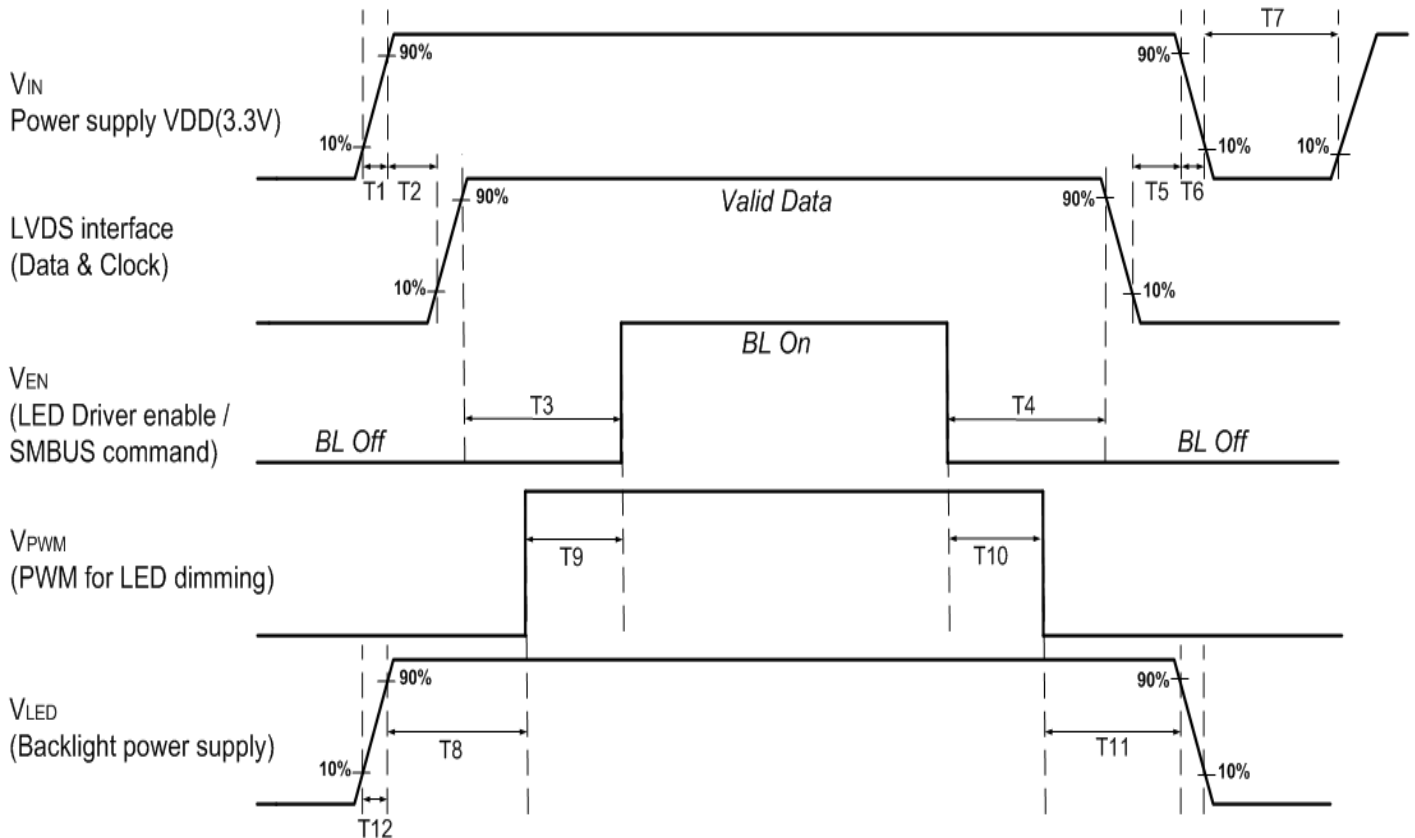 T7
90%
90%
VIN
Power supply VDD(3.3V)
10%
10%
10%
T1
T2
T5
T6
90%
Valid Data
90%
LVDS interface
(Data & Clock)
10%
10%
BL On
VEN
(LED Driver enable /
SMBUS command)
T3
T4
BL Off
BL Off
VPWM
(PWM for LED dimming)
T9
T10
90%
90%
VLED
(Backlight power supply)
T8
T11
10%
10%
T12